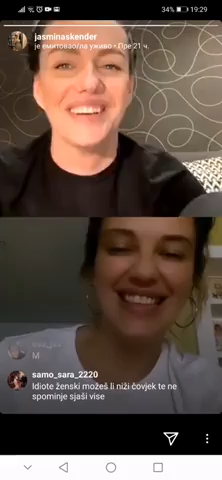 34% 19:29
jasminaskender
је емитовао/ла уживо • Пре 21 ч.
M
samo_sara_2220
Idiote ženski možeš li niži čovjek te ne
spominje sjaši vise